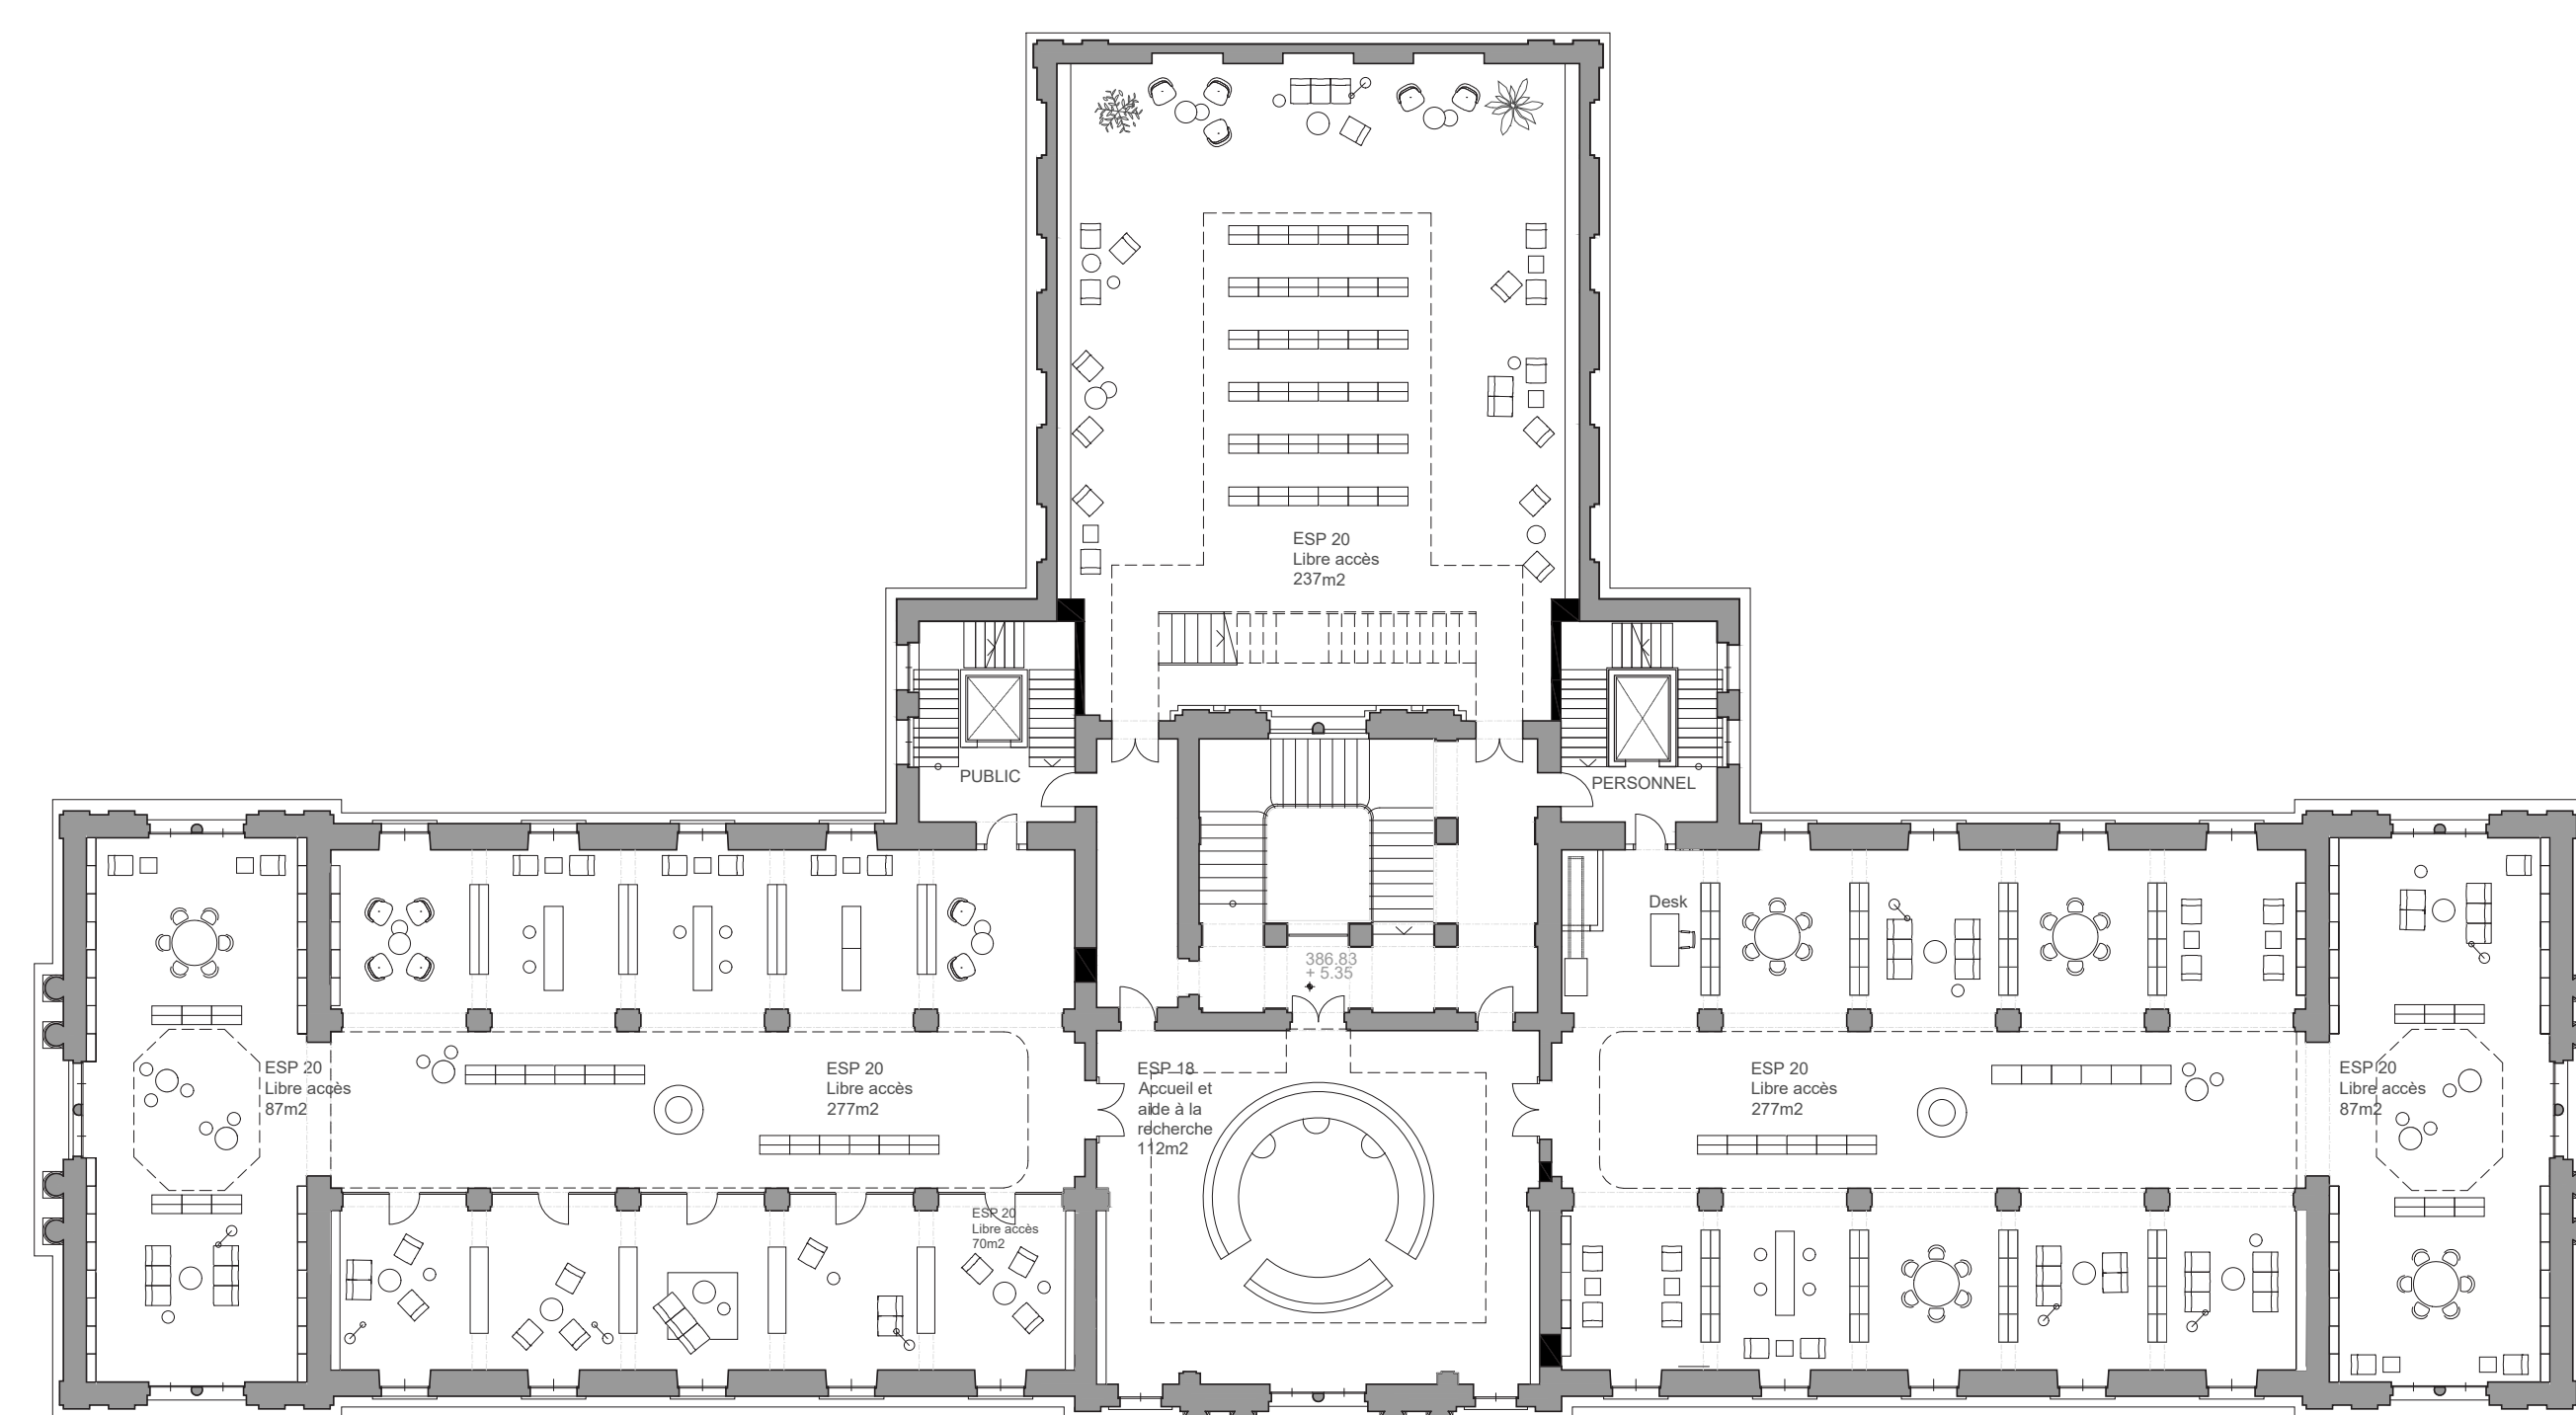 ESP 20
Libre accès
237m2
PUBLIC
PERSONNEL
Desk
386.83
+ 5.35
ESP 20
Libre accès
87m2
ESP 20
Libre accès
277m2
ESP 18
Accueil et
aide à la
recherche
112m2
ESP 20
Libre accès
277m2
ESP 20
Libre accès
87m2
ESP 20
Libre accès
70m2